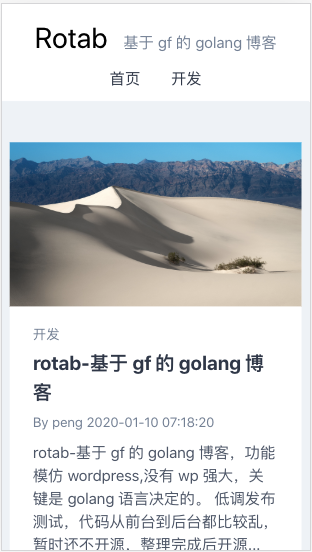 Rotab 基于 gf 的 golang 博客
首页 开发
开发
rotab-基于 gf 的 golang 博
客
By peng 2020-01-10 07:18:20
rotab-基于 gf 的 golang 博客，功能
模仿 wordpress,没有 wp 强大，关
键是 golang 语言决定的。 低调发布
测试，代码从前台到后台都比较乱，
暂时还不开源，整理完成后开源...